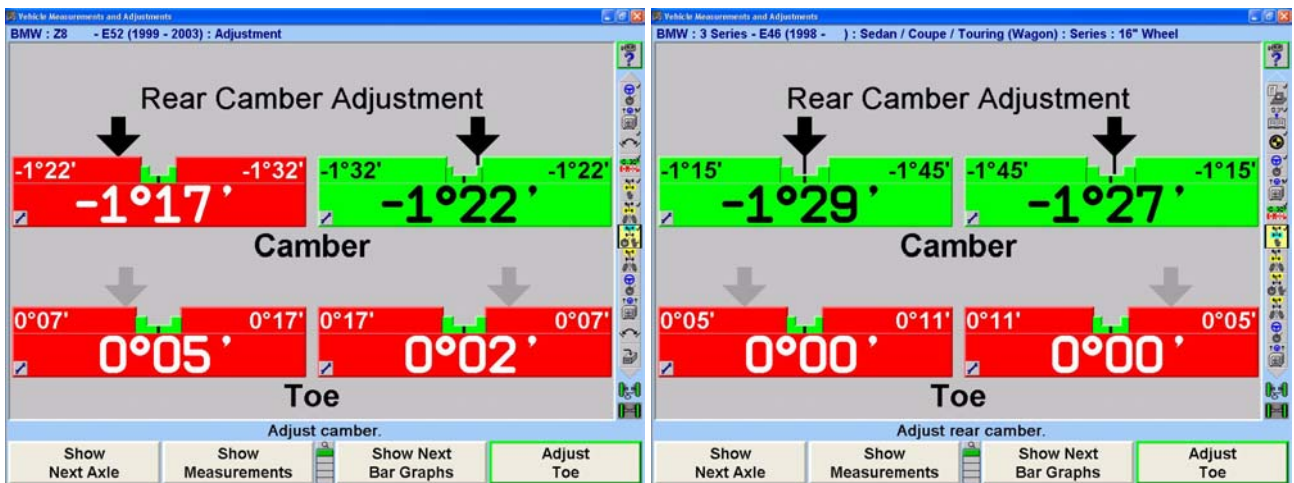 Vehicle Measurements and Adjustments
BMW : Z8 - E52 (1999 - 2003) : Adjustment
Rear Camber Adjustment
-1°22' -1°32' -1°32' -1°22'
-1°17' -1°22'
Camber
0°07' 0°17' 0°17' 0°07'
0°05' 0°02'
Toe
Adjust camber.
Show Next Axle
Show Measurements
Show Next Bar Graphs
Adjust Toe
Vehicle Measurements and Adjustments
BMW : 3 Series - E46 (1998 - ) : Sedan / Coupe / Touring (Wagon) : Series : 16" Wheel
Rear Camber Adjustment
-1°15' -1°45' -1°45' -1°15'
-1°29' -1°27'
Camber
0°05' 0°11' 0°11' 0°05'
0°00' 0°00'
Toe
Adjust rear camber.
Show Next Axle
Show Measurements
Show Next Bar Graphs
Adjust Toe